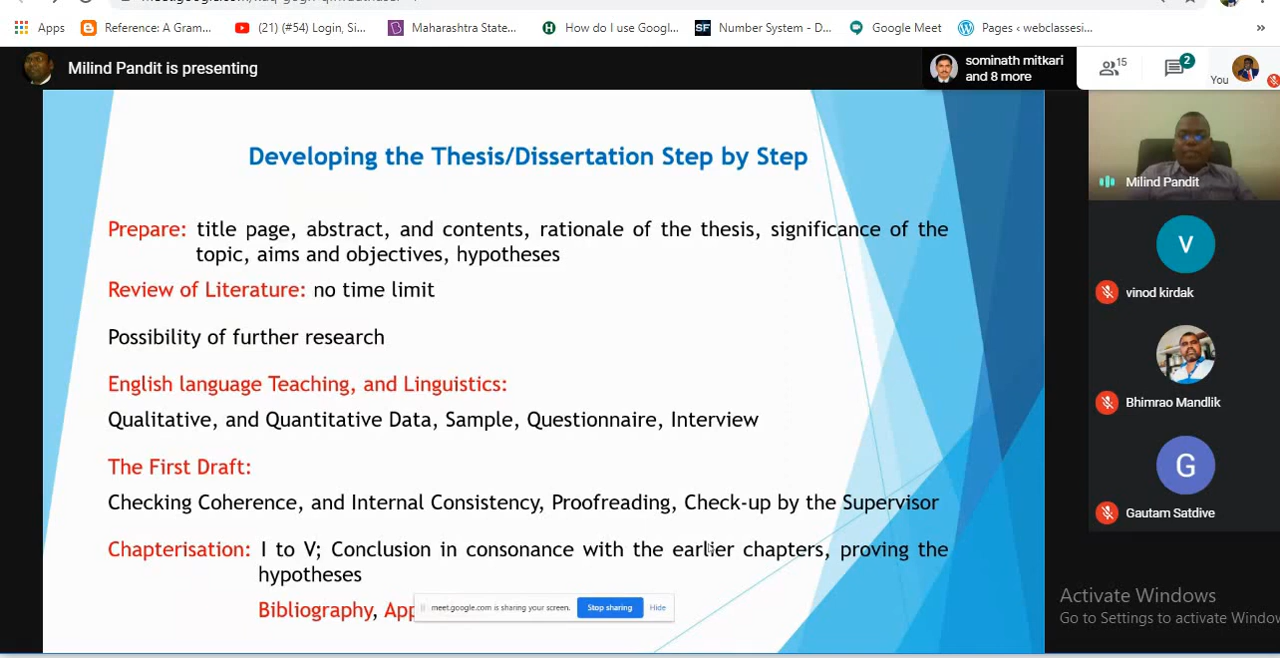 Apps
Reference: A Gram...
(21) (#54) Login, Si...
Maharashtra State...
How do I use Googl...
Number System - D...
Google Meet
Pages ‹ webclassesi...
»
Milind Pandit is presenting
sominath mitkari
and 8 more
15
2
You
Developing the Thesis/Dissertation Step by Step
Prepare: title page, abstract, and contents, rationale of the thesis, significance of the
topic, aims and objectives, hypotheses
Review of Literature: no time limit
Possibility of further research
English language Teaching, and Linguistics:
Qualitative, and Quantitative Data, Sample, Questionnaire, Interview
The First Draft:
Checking Coherence, and Internal Consistency, Proofreading, Check-up by the Supervisor
Chapterisation: I to V; Conclusion in consonance with the earlier chapters, proving the
hypotheses
Bibliography, App
meet.google.com is sharing your screen.
Stop sharing
Hide
Milind Pandit
V
vinod kirdak
Bhimrao Mandlik
G
Gautam Satdive
Activate Windows
Go to Settings to activate Windo